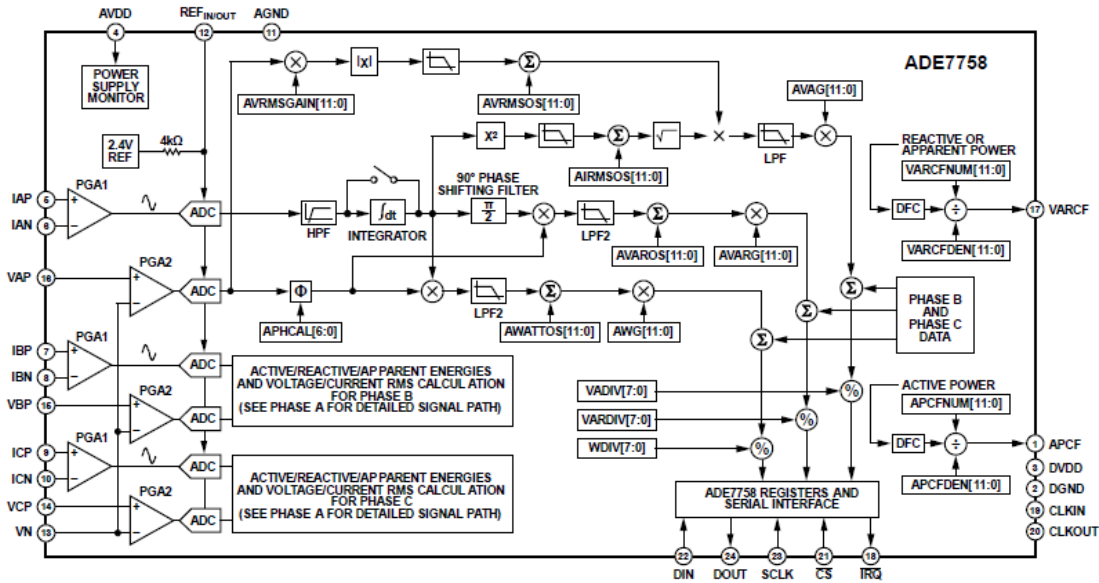 AVDD REF IN/OUT AGND
4 12 11
ADE7758
POWER
SUPPLY
MONITOR
|X|
Σ
AVRMSGAIN[11:0]
AVRMSOS[11:0]
AVAG[11:0]
2.4V
REF
4kΩ
X²
Σ
√
LPF
AIRMSOS[11:0]
REACTIVE OR
APPARENT POWER
VARCFNUM[11:0]
DFC
÷
17 VARCF
VARCFDEN[11:0]
IAP 5
IAN 6
PGA1
+
−
ADC
HPF
∫dt
INTEGRATOR
90° PHASE
SHIFTING FILTER
π
2
LPF2
Σ
AVAROS[11:0]
AVARG[11:0]
VAP 16
PGA2
+
−
ADC
Φ
APHCAL[6:0]
LPF2
Σ
AWATTOS[11:0]
AWG[11:0]
Σ
Σ
Σ
PHASE B
AND
PHASE C
DATA
IBP 7
IBN 8
PGA1
+
−
ADC
VBP 15
PGA2
+
−
ADC
ACTIVE/REACTIVE/APPARENT ENERGIES
AND VOLTAGE/CURRENT RMS CALCULATION
FOR PHASE B
(SEE PHASE A FOR DETAILED SIGNAL PATH)
VADIV[7:0]
%
VARDIV[7:0]
%
WDIV[7:0]
%
ACTIVE POWER
APCFNUM[11:0]
DFC
÷
APCFDEN[11:0]
1 APCF
3 DVDD
2 DGND
19 CLKIN
20 CLKOUT
ICP 9
ICN 10
PGA1
+
−
ADC
VCP 14
VN 13
PGA2
+
−
ADC
ACTIVE/REACTIVE/APPARENT ENERGIES
AND VOLTAGE/CURRENT RMS CALCULATION
FOR PHASE C
(SEE PHASE A FOR DETAILED SIGNAL PATH)
ADE7758 REGISTERS AND
SERIAL INTERFACE
22 24 23 21 18
DIN DOUT SCLK C̅S̅ I̅R̅Q̅